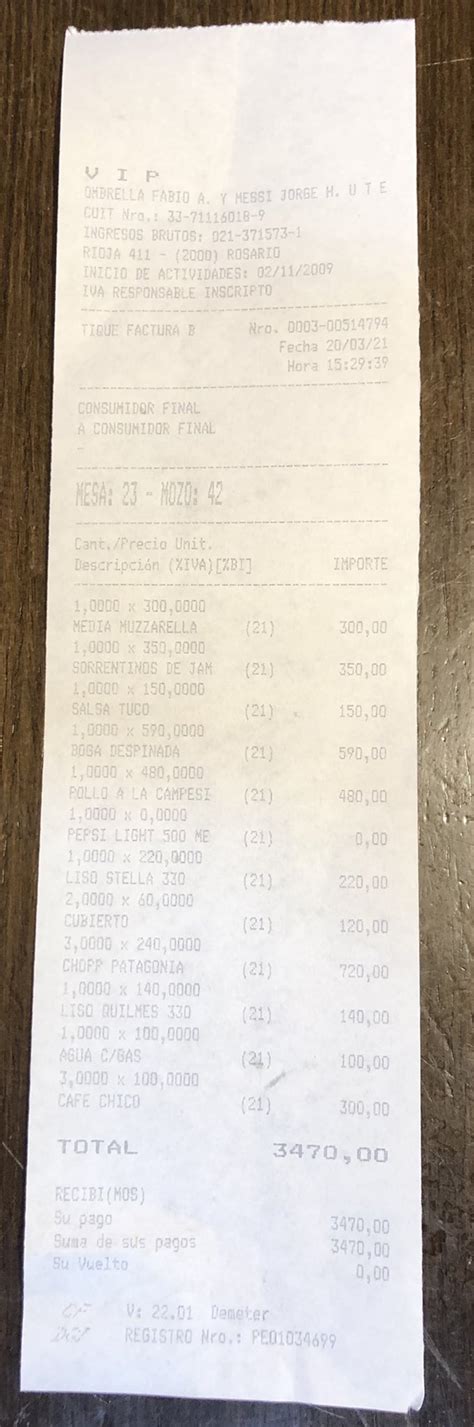 V I P
OMBRELLA FABIO A. Y MESSI JORGE H. U T E
CUIT Nro.: 33-71116018-9
INGRESOS BRUTOS: 021-371573-1
RIOJA 411 - (2000) ROSARIO
INICIO DE ACTIVIDADES: 02/11/2009
IVA RESPONSABLE INSCRIPTO
TIQUE FACTURA B Nro. 0003-00514794
Fecha 20/03/21
Hora 15:29:39
CONSUMIDOR FINAL
A CONSUMIDOR FINAL
-
MESA: 23 - MOZO: 42
Cant./Precio Unit.
Descripción (%IVA)[%BI] IMPORTE
1,0000 x 300,0000
MEDIA MUZZARELLA (21) 300,00
1,0000 x 350,0000
SORRENTINOS DE JAM (21) 350,00
1,0000 x 150,0000
SALSA TUCO (21) 150,00
1,0000 x 590,0000
BOGA DESPINADA (21) 590,00
1,0000 x 480,0000
POLLO A LA CAMPESI (21) 480,00
1,0000 x 0,0000
PEPSI LIGHT 500 ME (21) 0,00
1,0000 x 220,0000
LISO STELLA 330 (21) 220,00
2,0000 x 60,0000
CUBIERTO (21) 120,00
3,0000 x 240,0000
CHOPP PATAGONIA (21) 720,00
1,0000 x 140,0000
LISO QUILMES 330 (21) 140,00
1,0000 x 100,0000
AGUA C/GAS (21) 100,00
3,0000 x 100,0000
CAFE CHICO (21) 300,00
TOTAL 3470,00
RECIBI(MOS)
Su pago 3470,00
Suma de sus pagos 3470,00
Su Vuelto 0,00
CF V: 22.01 Demeter
REGISTRO Nro.: PEO1034699